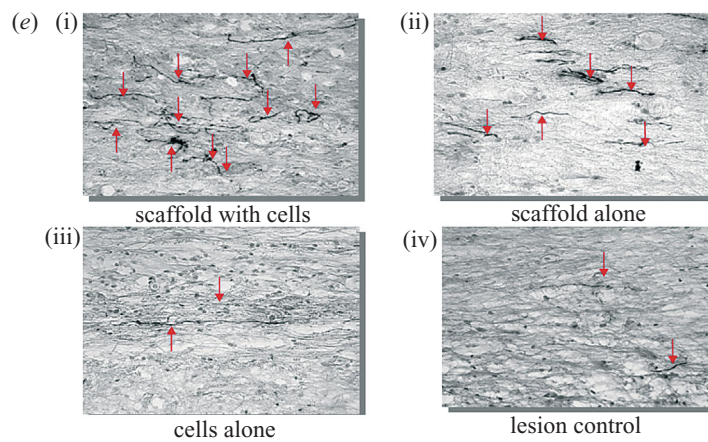 (e) (i) (ii)
scaffold with cells scaffold alone
(iii) (iv)
cells alone lesion control